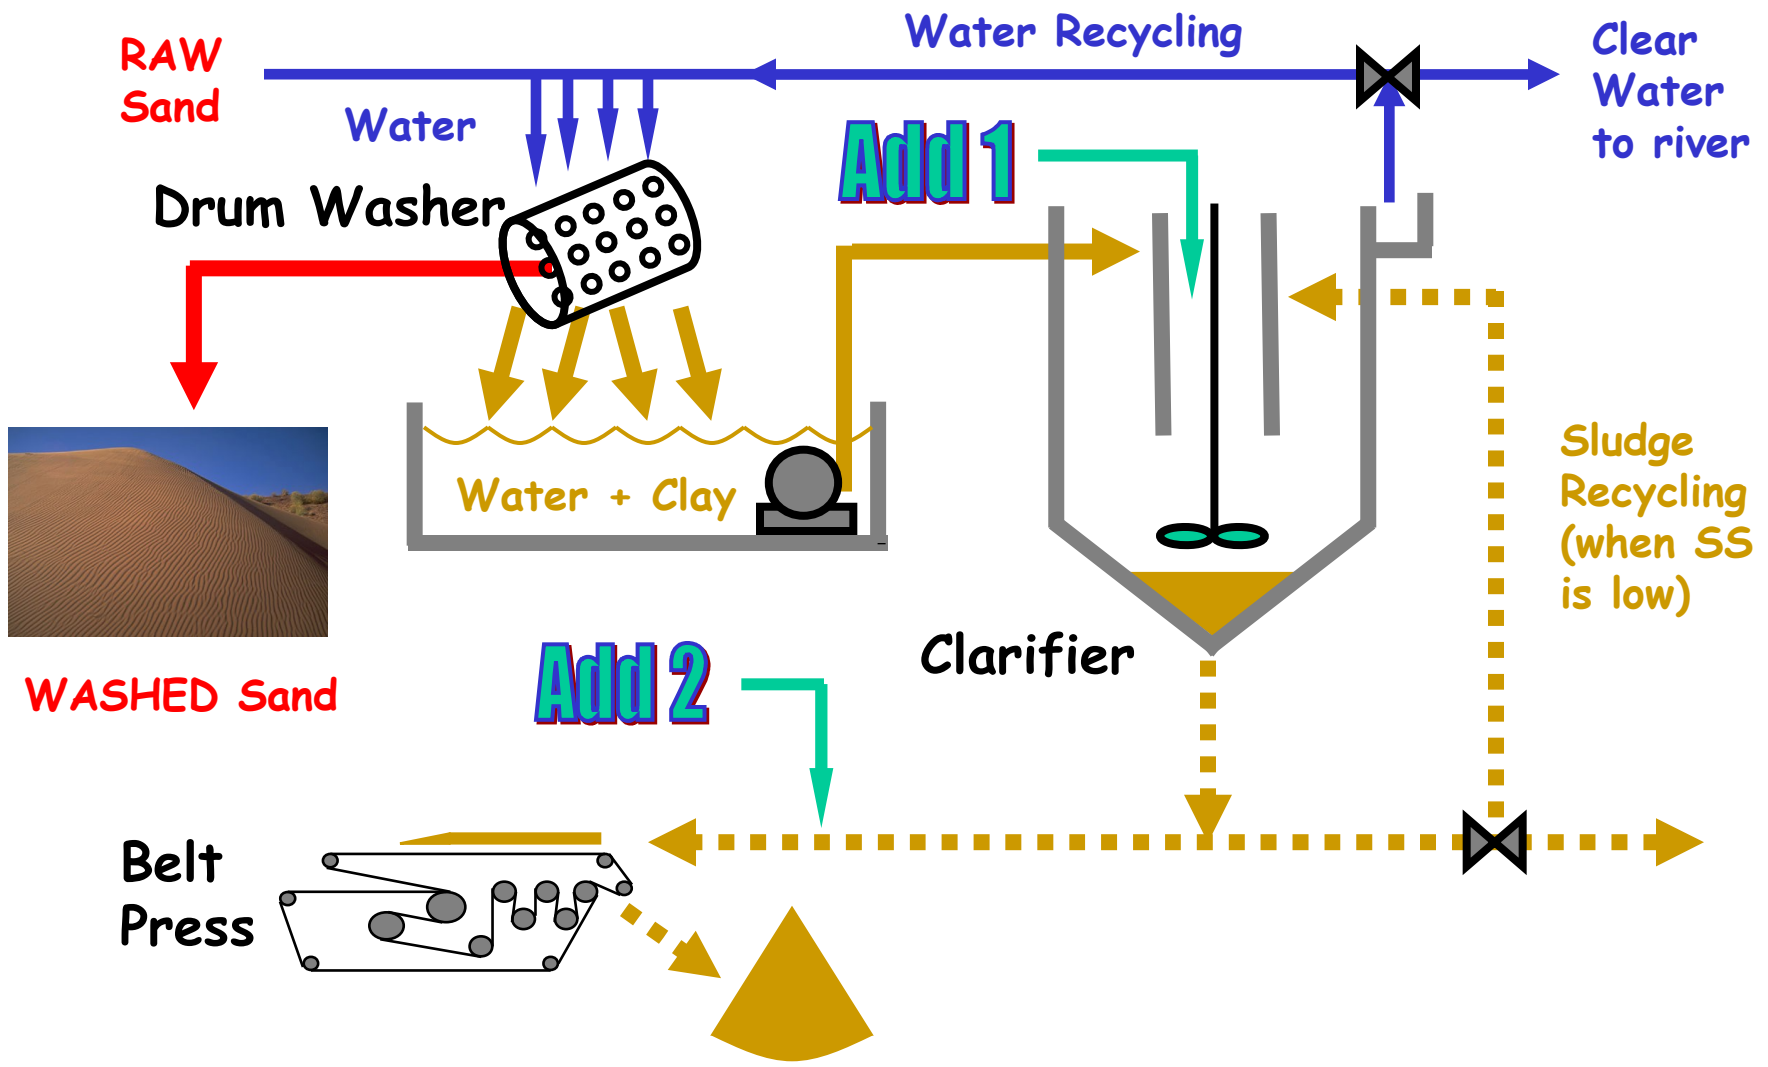 RAW
Sand
Water Recycling
Clear
Water
to river
Water
Add 1
Drum Washer
Water + Clay
Sludge
Recycling
(when SS
is low)
Clarifier
WASHED Sand
Add 2
Belt
Press